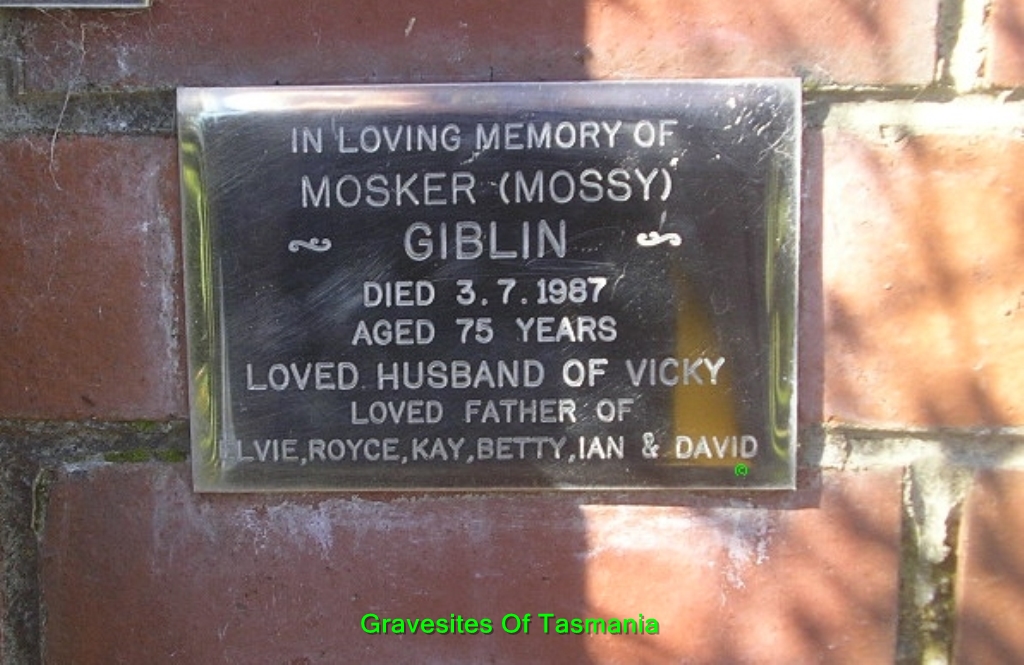 IN LOVING MEMORY OF
MOSKER (MOSSY)
GIBLIN
DIED 3.7.1987
AGED 75 YEARS
LOVED HUSBAND OF VICKY
LOVED FATHER OF
ELVIE, ROYCE, KAY, BETTY, IAN & DAVID
©
Gravesites Of Tasmania